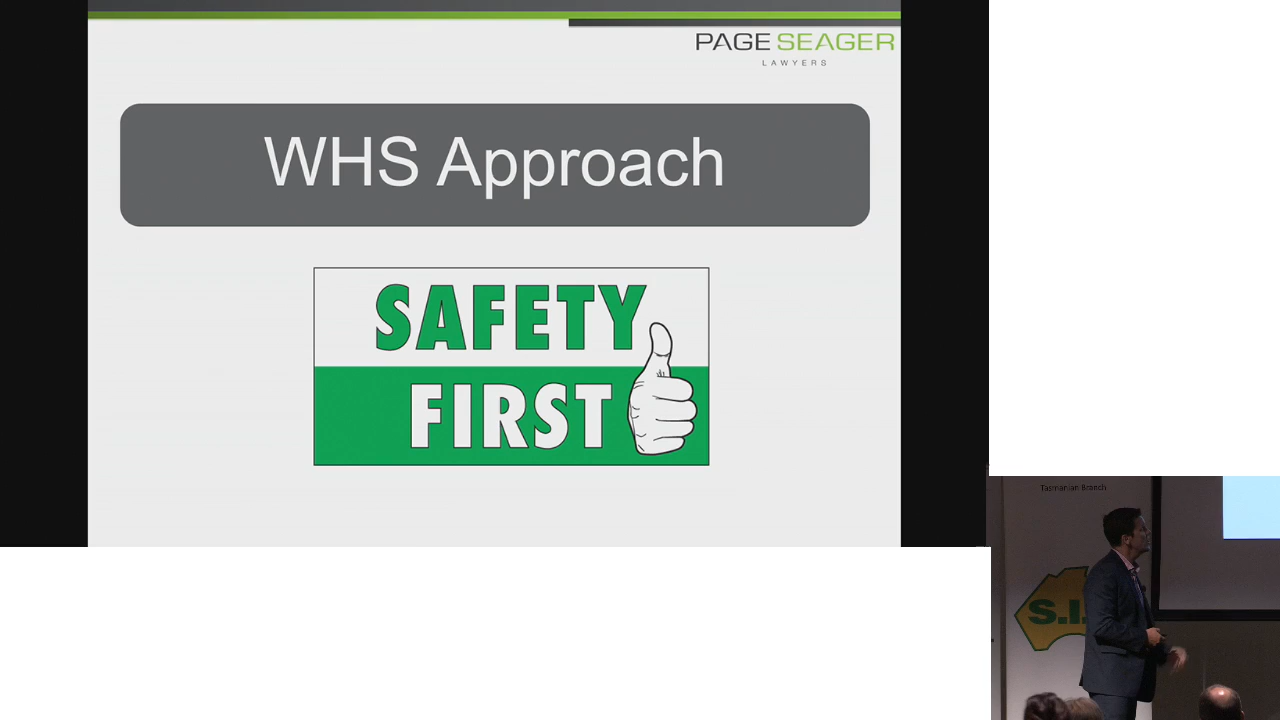 PAGE SEAGER
LAWYERS
WHS Approach
SAFETY
FIRST
Tasmanian Branch
S.I.